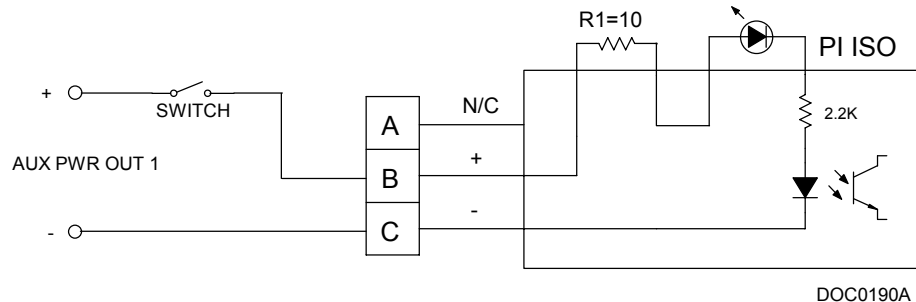 R1=10
PI ISO
+
SWITCH
N/C
A
2.2K
AUX PWR OUT 1
+
B
-
-
C
DOC0190A